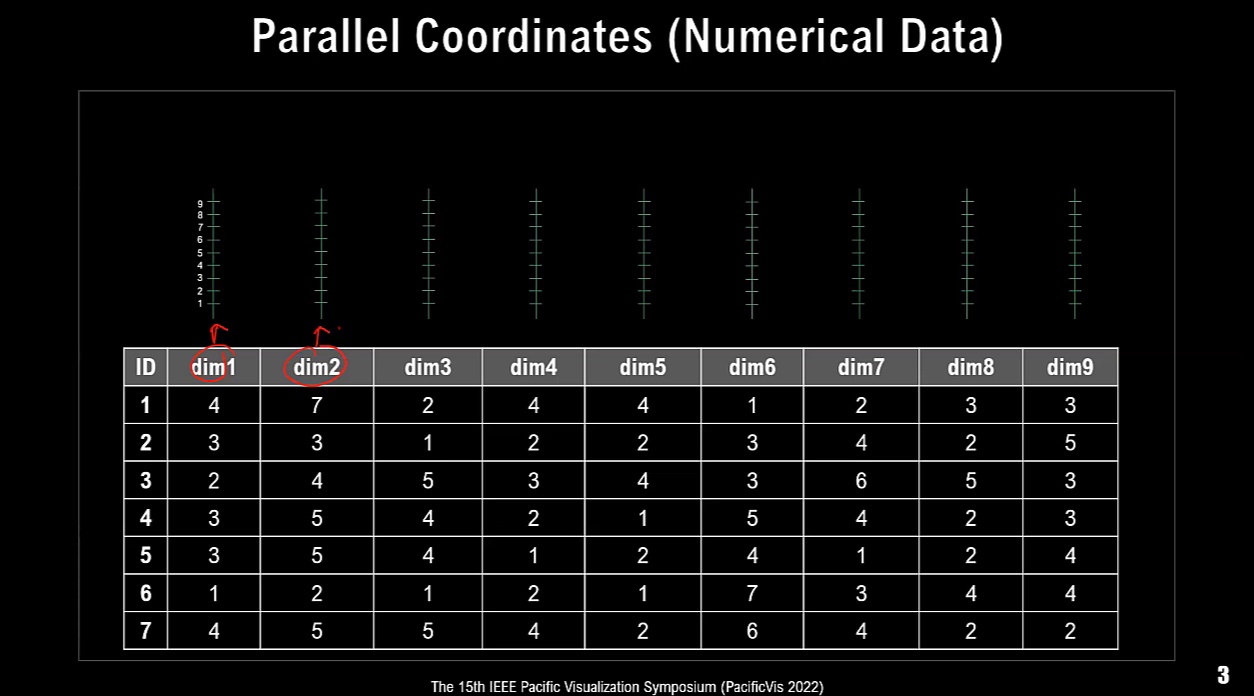 Parallel Coordinates (Numerical Data)
9
8
7
6
5
4
3
2
1
ID dim1 dim2 dim3 dim4 dim5 dim6 dim7 dim8 dim9
1 4 7 2 4 4 1 2 3 3
2 3 3 1 2 2 3 4 2 5
3 2 4 5 3 4 3 6 5 3
4 3 5 4 2 1 5 4 2 3
5 3 5 4 1 2 4 1 2 4
6 1 2 1 2 1 7 3 4 4
7 4 5 5 4 2 6 4 2 2
The 15th IEEE Pacific Visualization Symposium (PacificVis 2022)
3